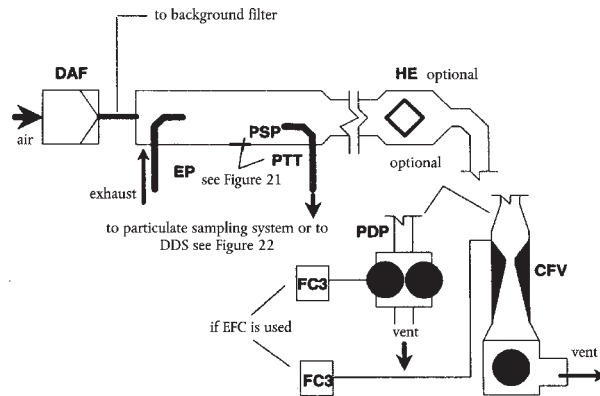 to background filter
DAF
HE optional
air
PSP
optional
EP
PTT
exhaust
see Figure 21
to particulate sampling system or to
DDS see Figure 22
PDP
CFV
FC3
if EFC is used
vent
vent
FC3